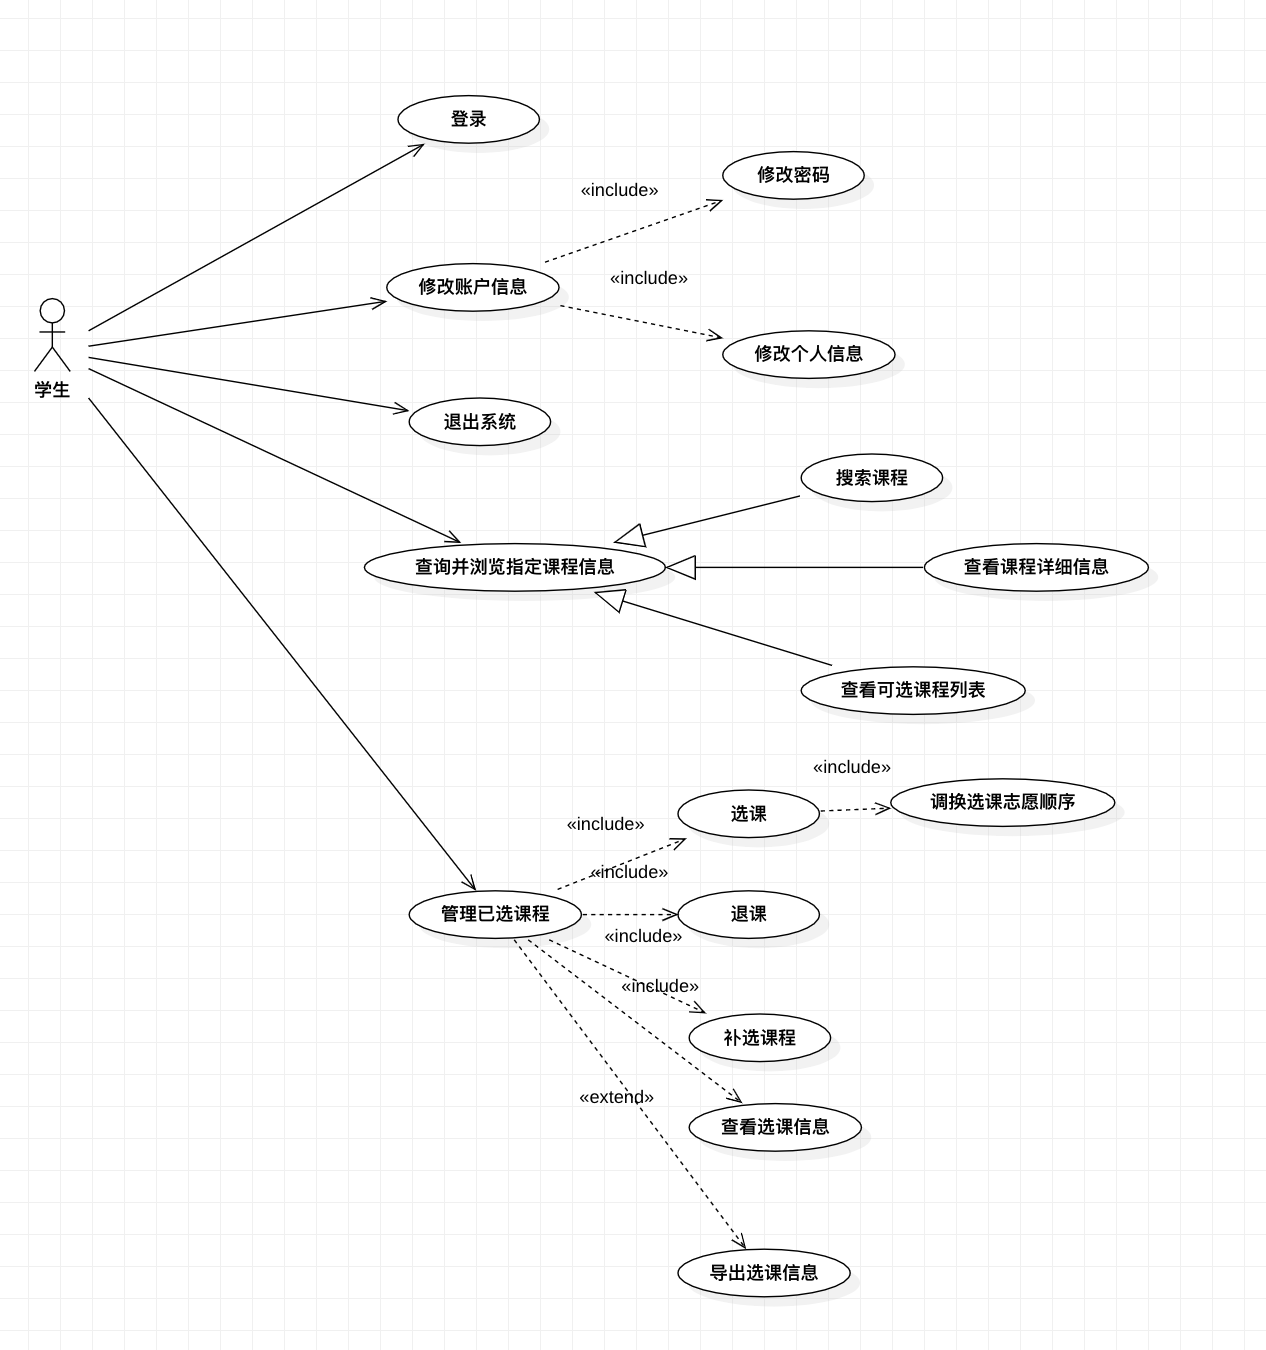 登录
修改密码
«include»
修改账户信息
«include»
修改个人信息
学生
退出系统
搜索课程
查询并浏览指定课程信息
查看课程详细信息
查看可选课程列表
«include»
调换选课志愿顺序
选课
«include»
«include»
管理已选课程
退课
«include»
«include»
补选课程
«extend»
查看选课信息
导出选课信息